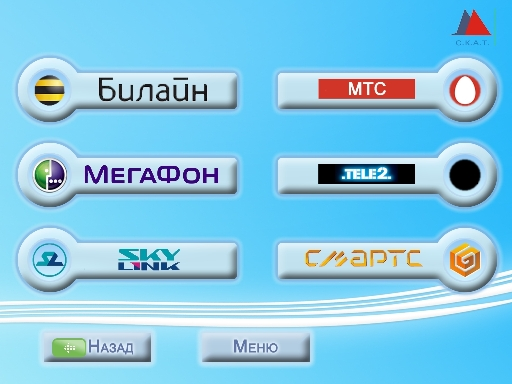 С.К.А.Т.
Билайн
МТС
МегаФон
.TELE2.
SKY
LINK
СМАРТС
Назад
Меню